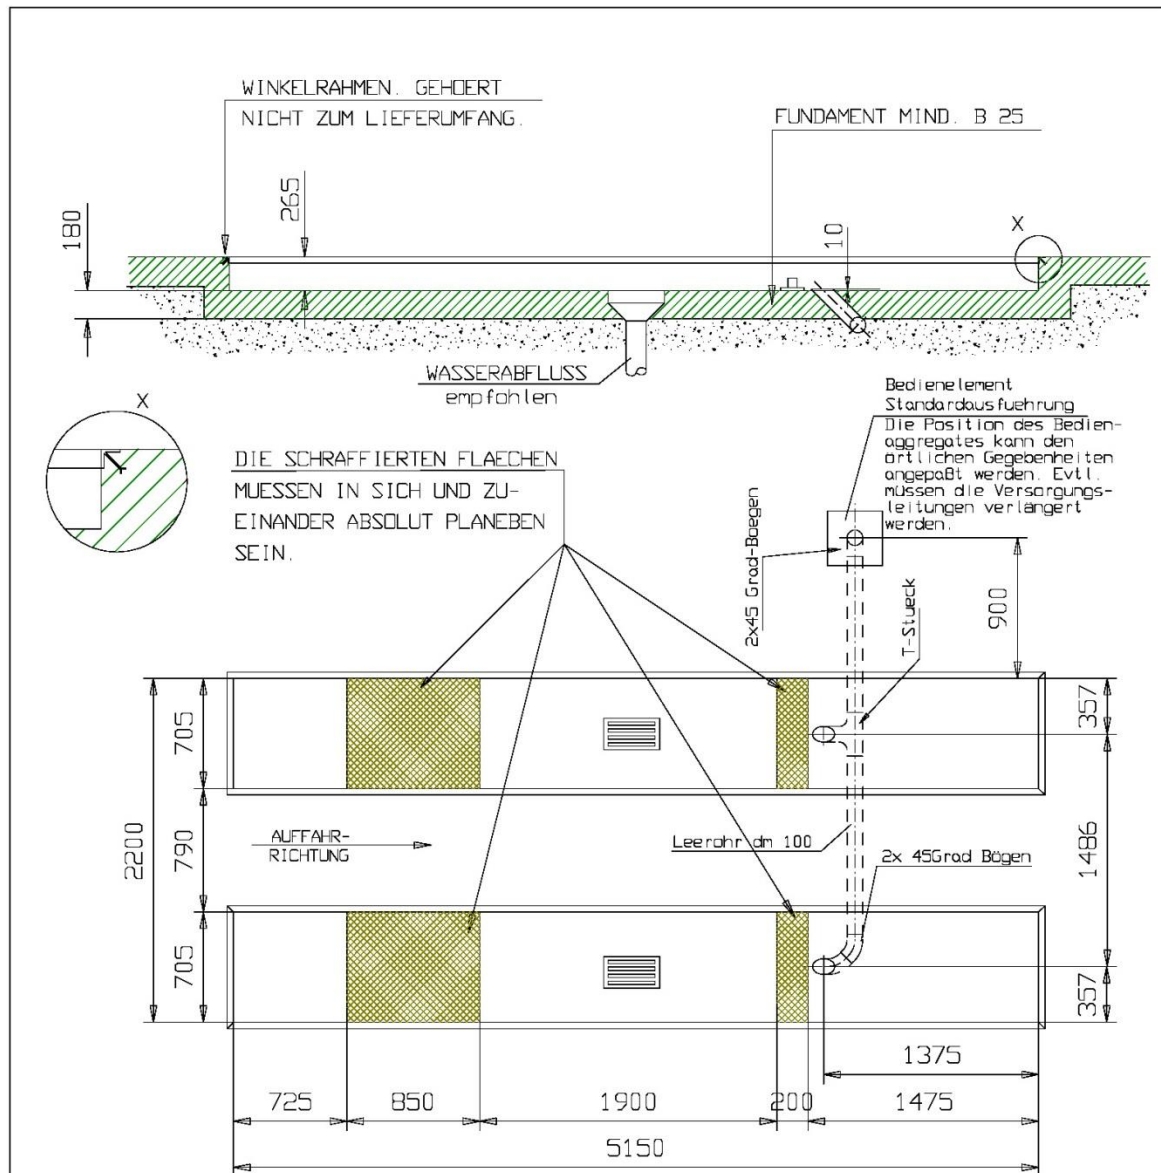 WINKELRAHMEN. GEHOERT
NICHT ZUM LIEFERUMFANG.
FUNDAMENT MIND. B 25
265
180
10
X
WASSERABFLUSS
empfohlen
X
Bedienelement
Standardausfuehrung
Die Position des Bedien-
aggregates kann den
örtlichen Gegebenheiten
angepaßt werden. Evtl.
müssen die Versorgungs-
leitungen verlängert
werden.
DIE SCHRAFFIERTEN FLAECHEN
MUESSEN IN SICH UND ZU-
EINANDER ABSOLUT PLANEBEN
SEIN.
2x45 Grad-Boegen
T-Stueck
900
705
357
2200
790
AUFFAHR-
RICHTUNG
Leerrohr dm 100
2x 45Grad Bögen
1486
705
357
1375
725
850
1900
200
1475
5150